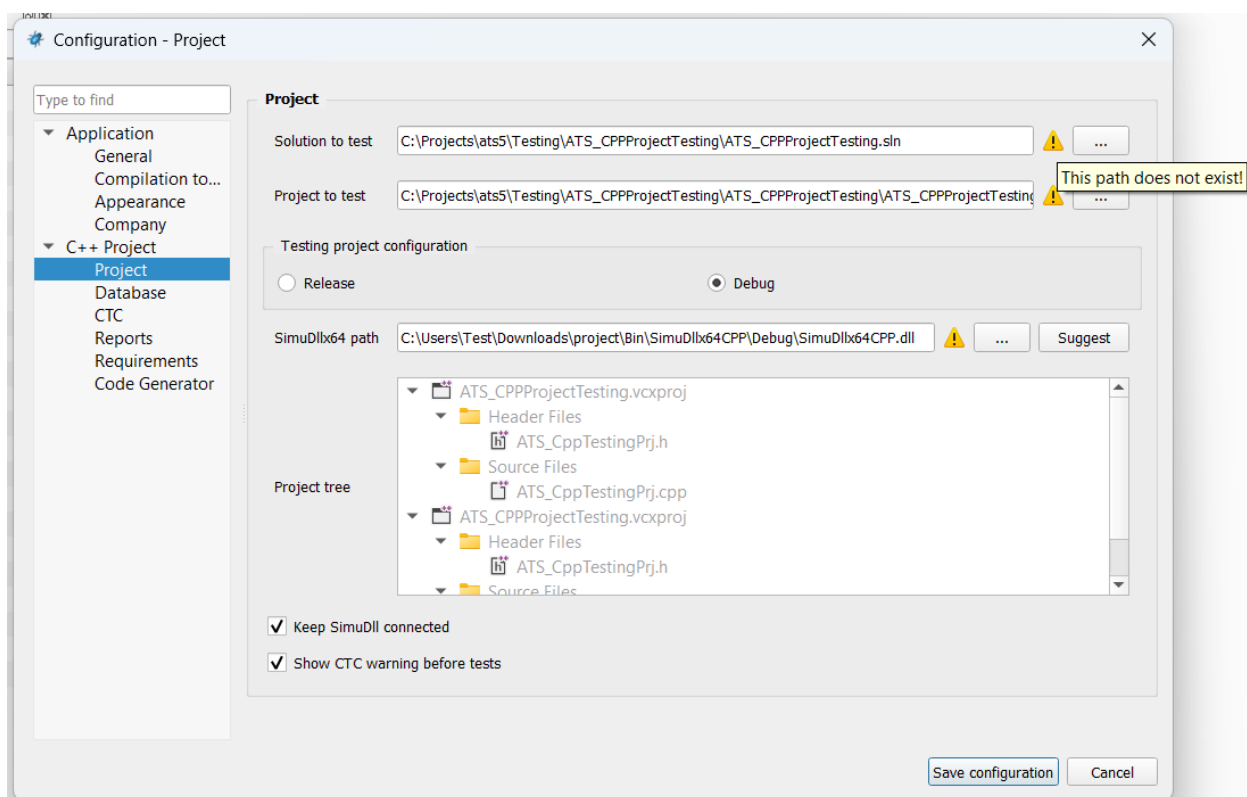 Configuration - Project
Type to find
Application
General
Compilation to...
Appearance
Company
C++ Project
Project
Database
CTC
Reports
Requirements
Code Generator
Project
Solution to test
C:\Projects\ats5\Testing\ATS_CPPProjectTesting\ATS_CPPProjectTesting.sln
...
This path does not exist!
Project to test
C:\Projects\ats5\Testing\ATS_CPPProjectTesting\ATS_CPPProjectTesting\ATS_CPPProjectTesting
...
Testing project configuration
Release
Debug
SimuDllx64 path
C:\Users\Test\Downloads\project\Bin\SimuDllx64CPP\Debug\SimuDllx64CPP.dll
...
Suggest
Project tree
ATS_CPPProjectTesting.vcxproj
Header Files
ATS_CppTestingPrj.h
Source Files
ATS_CppTestingPrj.cpp
ATS_CPPProjectTesting.vcxproj
Header Files
ATS_CppTestingPrj.h
Source Files
Keep SimuDll connected
Show CTC warning before tests
Save configuration
Cancel